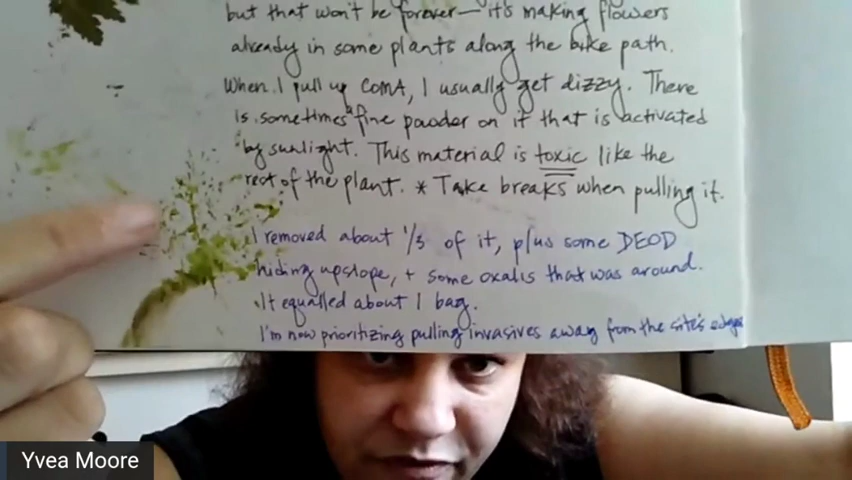 but that won't be forever— it's making flowers
already in some plants along the bike path.
When I pull up COMA, I usually get dizzy. There
is sometimes a fine powder on it that is activated
by sunlight. This material is toxic like the
rest of the plant. * Take breaks when pulling it.
I removed about 1/3 of it, plus some DEOD
hiding upslope, + some oxalis that was around.
It equalled about 1 bag.
I'm now prioritizing pulling invasives away from the site's edges
Yvea Moore